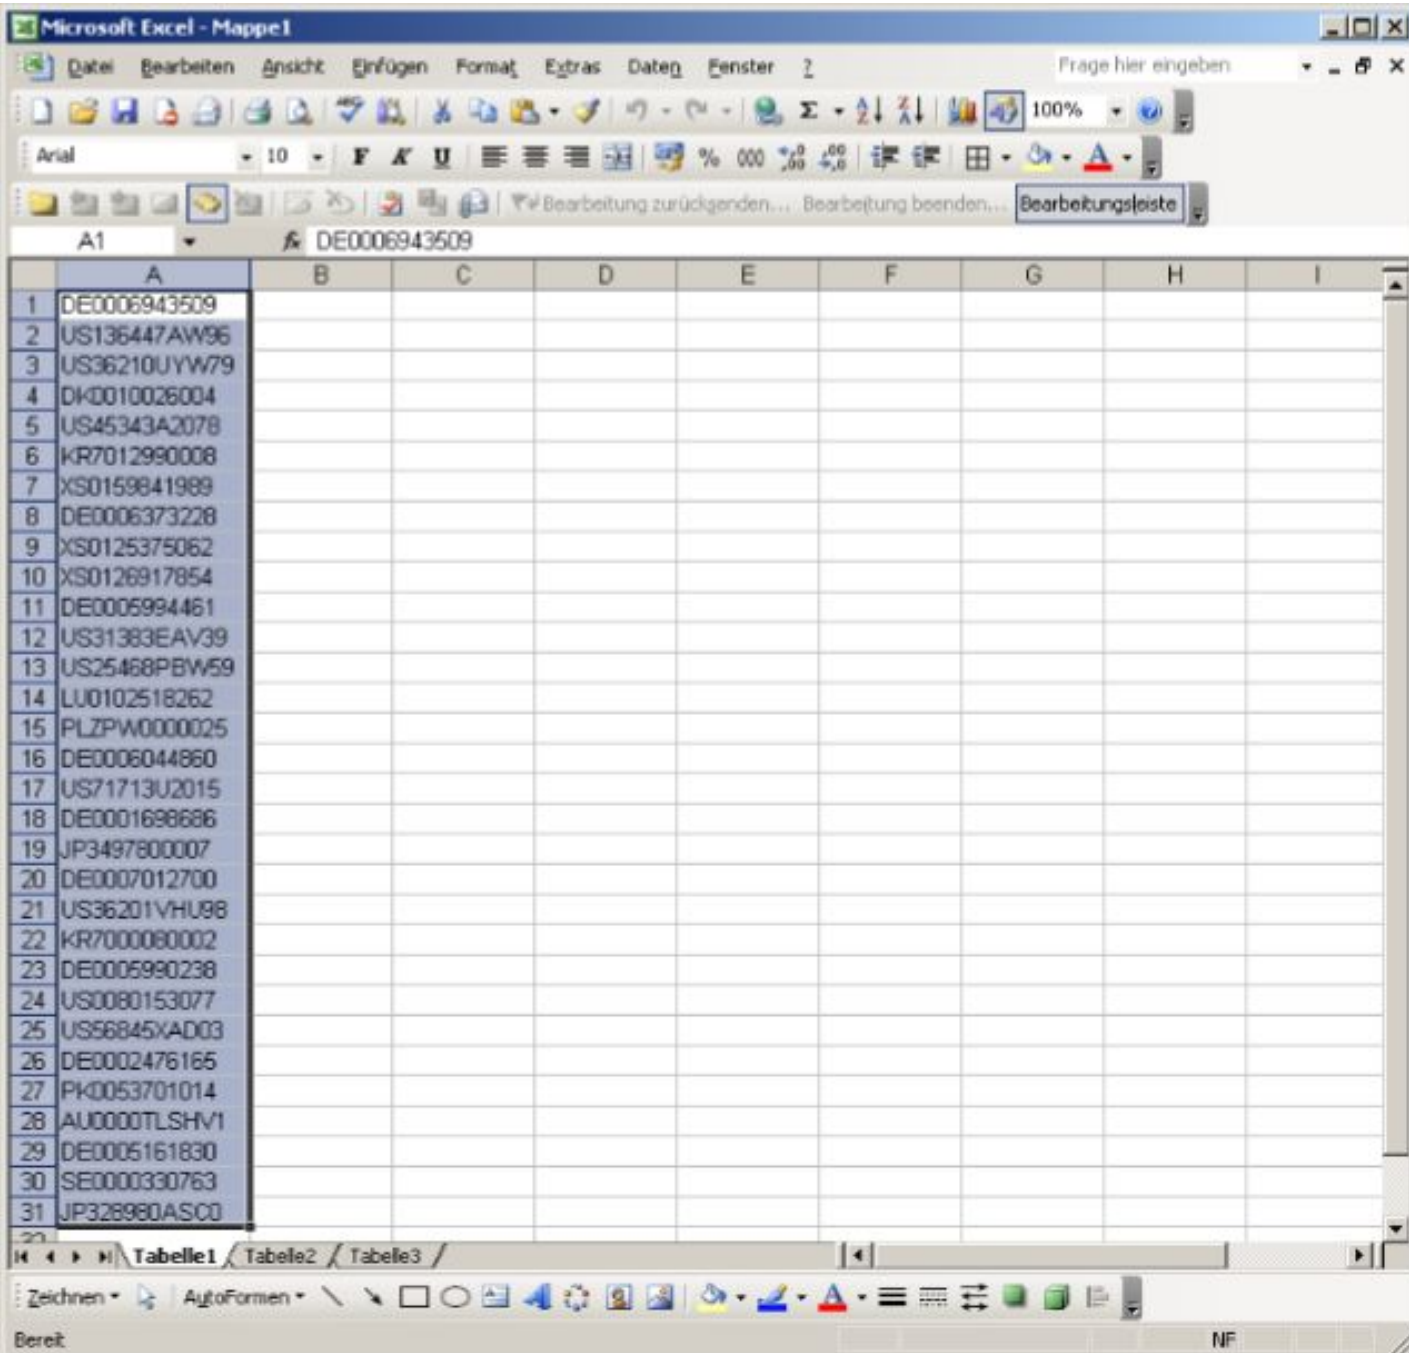 Microsoft Excel - Mappe1
Datei Bearbeiten Ansicht Einfügen Format Extras Daten Fenster ? Frage hier eingeben
100%
Arial 10 F K U % 000
Bearbeitung zurückgenden... Bearbeitung beenden... Bearbeitungsleiste
A1 fx DE0006943509
A B C D E F G H I
1 DE0006943509
2 US136447AW96
3 US36210UYW79
4 DK0010026004
5 US45343A2078
6 KR7012990008
7 XS0159841989
8 DE0006373228
9 XS0125375062
10 XS0126917854
11 DE0005994461
12 US31383EAV39
13 US25468PBW59
14 LU0102518262
15 PLZPW0000025
16 DE0006044860
17 US71713U2015
18 DE0001698686
19 JP3497800007
20 DE0007012700
21 US36201VHU98
22 KR7000080002
23 DE0005990238
24 US0080153077
25 US56845XAD03
26 DE0002476165
27 PK0053701014
28 AU0000TLSHV1
29 DE0005161830
30 SE0000330763
31 JP328980ASC0
32
Tabelle1 Tabelle2 Tabelle3
Zeichnen AutoFormen
Bereit NF